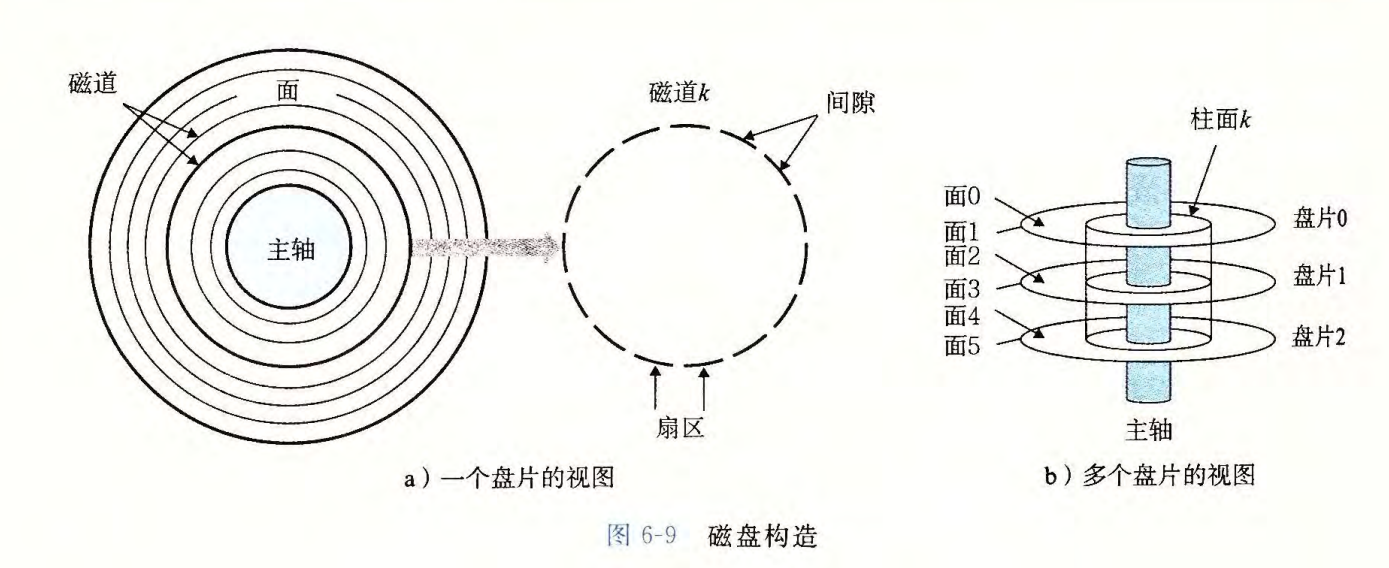 磁道
面
主轴
磁道k
间隙
扇区
a）一个盘片的视图
柱面k
面0
面1
面2
面3
面4
面5
盘片0
盘片1
盘片2
主轴
b）多个盘片的视图
图 6-9 磁盘构造